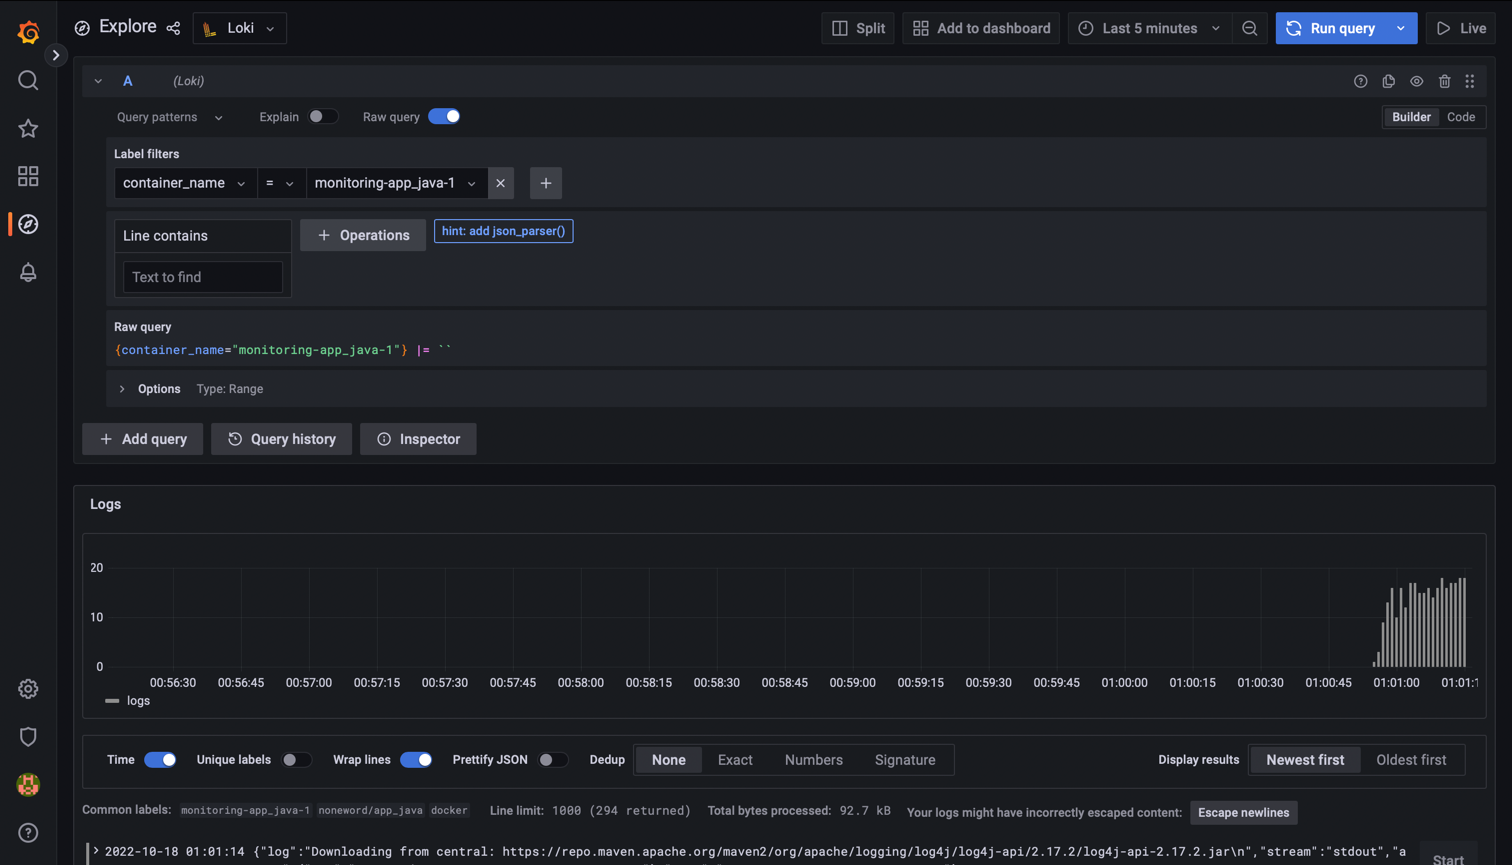 Explore Loki Split Add to dashboard Last 5 minutes Run query Live
A (Loki)
Query patterns Explain Raw query Builder Code
Label filters
container_name = monitoring-app_java-1
Line contains + Operations hint: add json_parser()
Text to find
Raw query
{container_name="monitoring-app_java-1"} |= ``
Options Type: Range
+ Add query Query history Inspector
Logs
20
10
0
00:56:30 00:56:45 00:57:00 00:57:15 00:57:30 00:57:45 00:58:00 00:58:15 00:58:30 00:58:45 00:59:00 00:59:15 00:59:30 00:59:45 01:00:00 01:00:15 01:00:30 01:00:45 01:01:00 01:01:1
logs
Time Unique labels Wrap lines Prettify JSON Dedup None Exact Numbers Signature Display results Newest first Oldest first
Common labels: monitoring-app_java-1 noneword/app_java docker Line limit: 1000 (294 returned) Total bytes processed: 92.7 kB Your logs might have incorrectly escaped content: Escape newlines
> 2022-10-18 01:01:14 {"log":"Downloading from central: https://repo.maven.apache.org/maven2/org/apache/logging/log4j/log4j-api/2.17.2/log4j-api-2.17.2.jar\n","stream":"stdout","a
Start